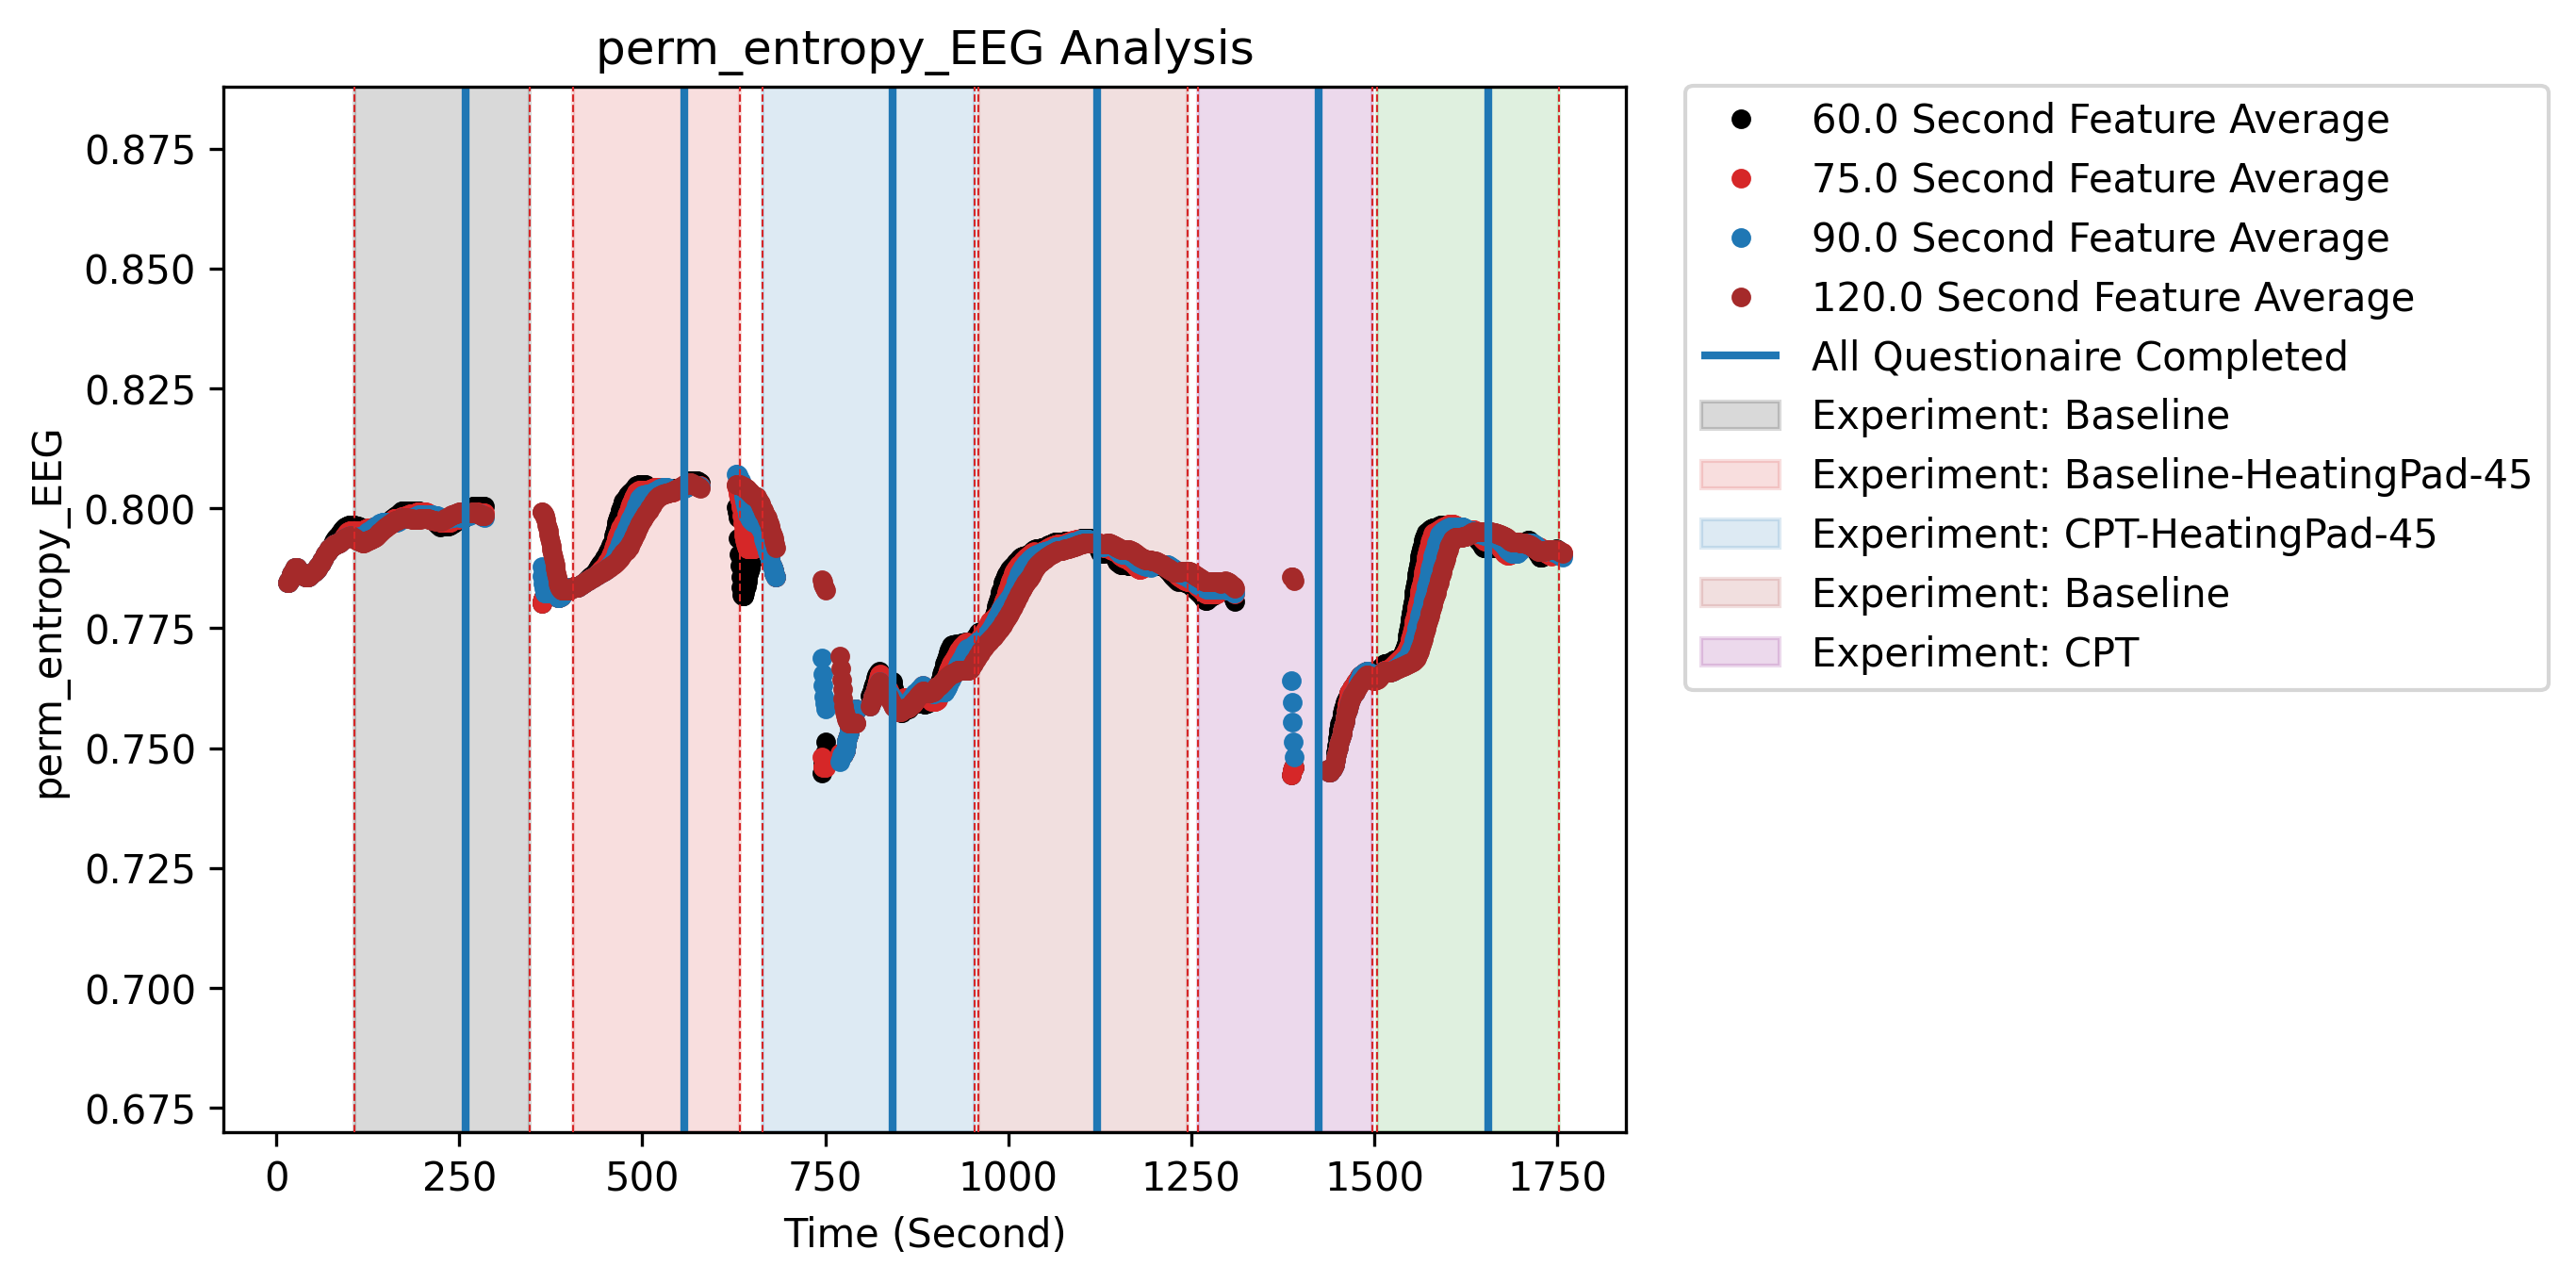 perm_entropy_EEG Analysis
perm_entropy_EEG
0.875
0.850
0.825
0.800
0.775
0.750
0.725
0.700
0.675
0
250
500
750
1000
1250
1500
1750
Time (Second)
60.0 Second Feature Average
75.0 Second Feature Average
90.0 Second Feature Average
120.0 Second Feature Average
All Questionaire Completed
Experiment: Baseline
Experiment: Baseline-HeatingPad-45
Experiment: CPT-HeatingPad-45
Experiment: Baseline
Experiment: CPT